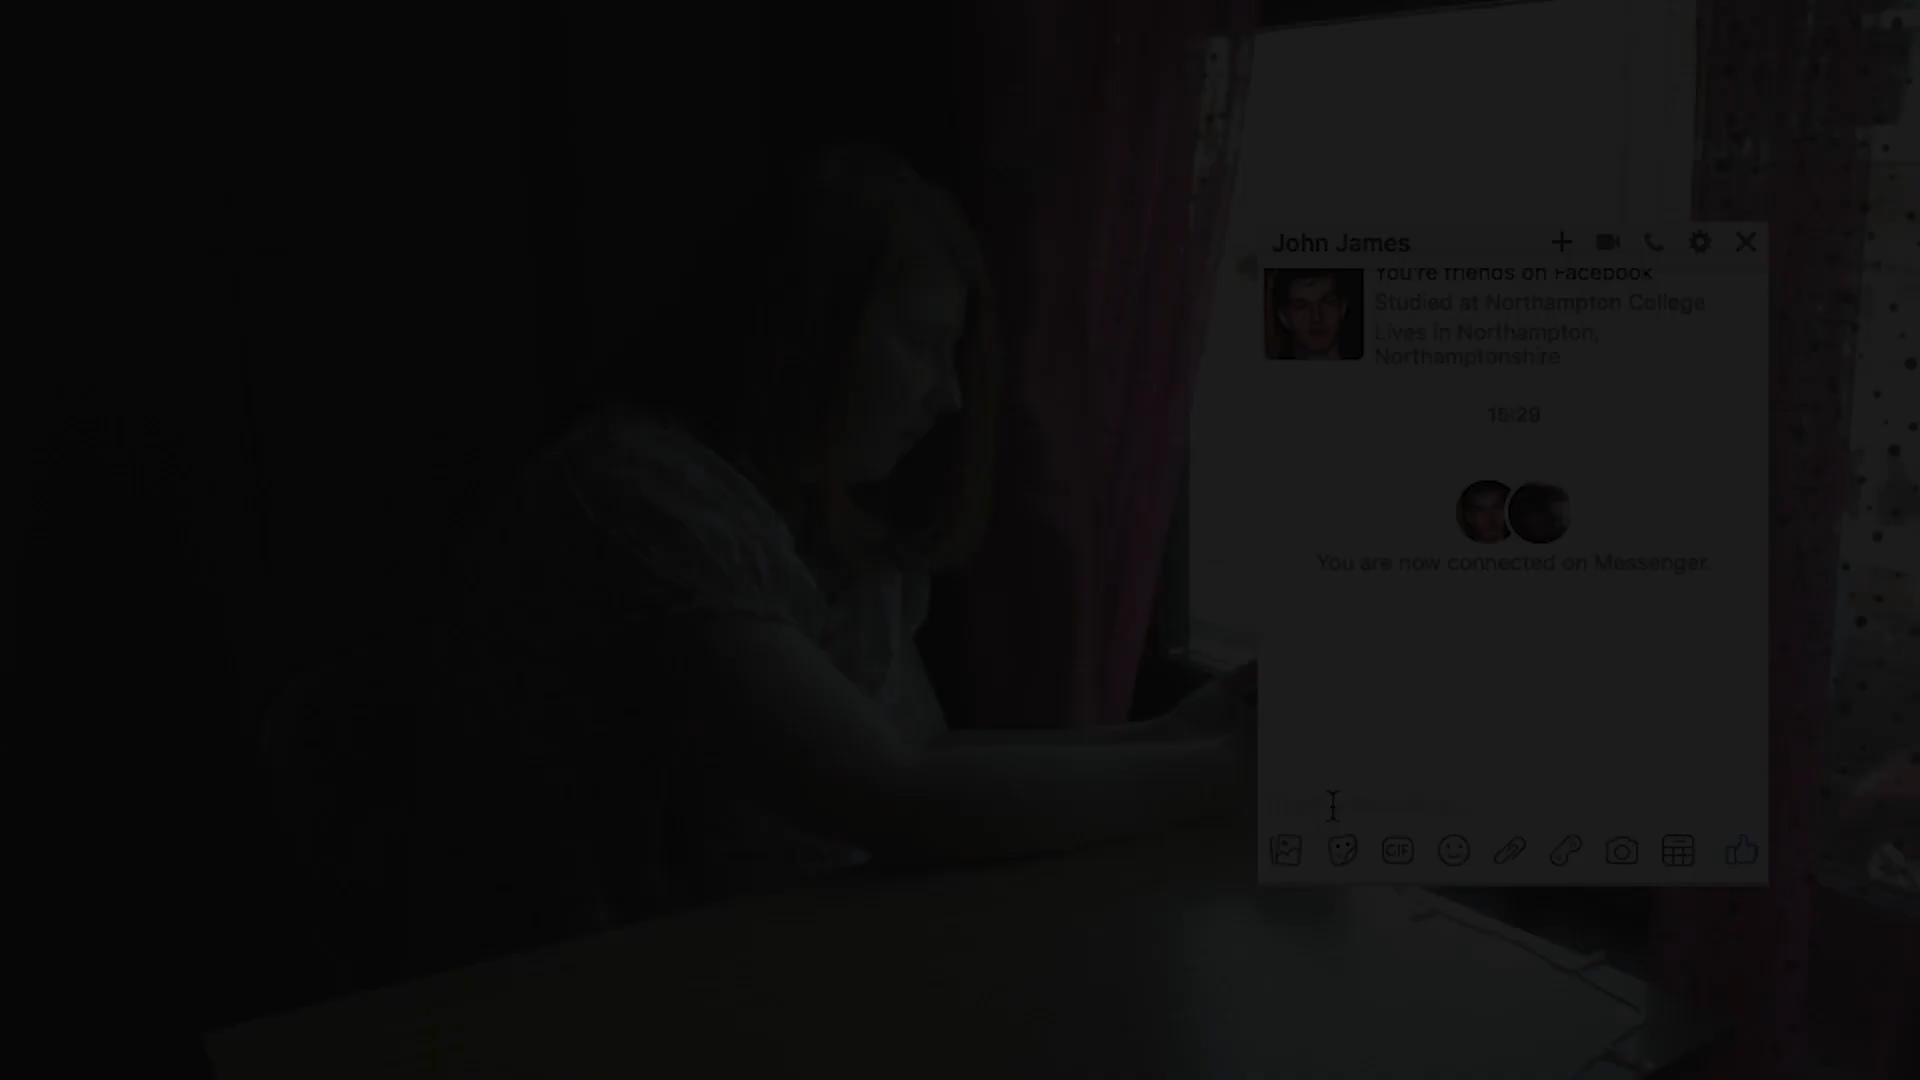 John James
You're friends on Facebook
Studied at Northampton College
Lives in Northampton,
Northamptonshire
15:29
You are now connected on Messenger.
GIF